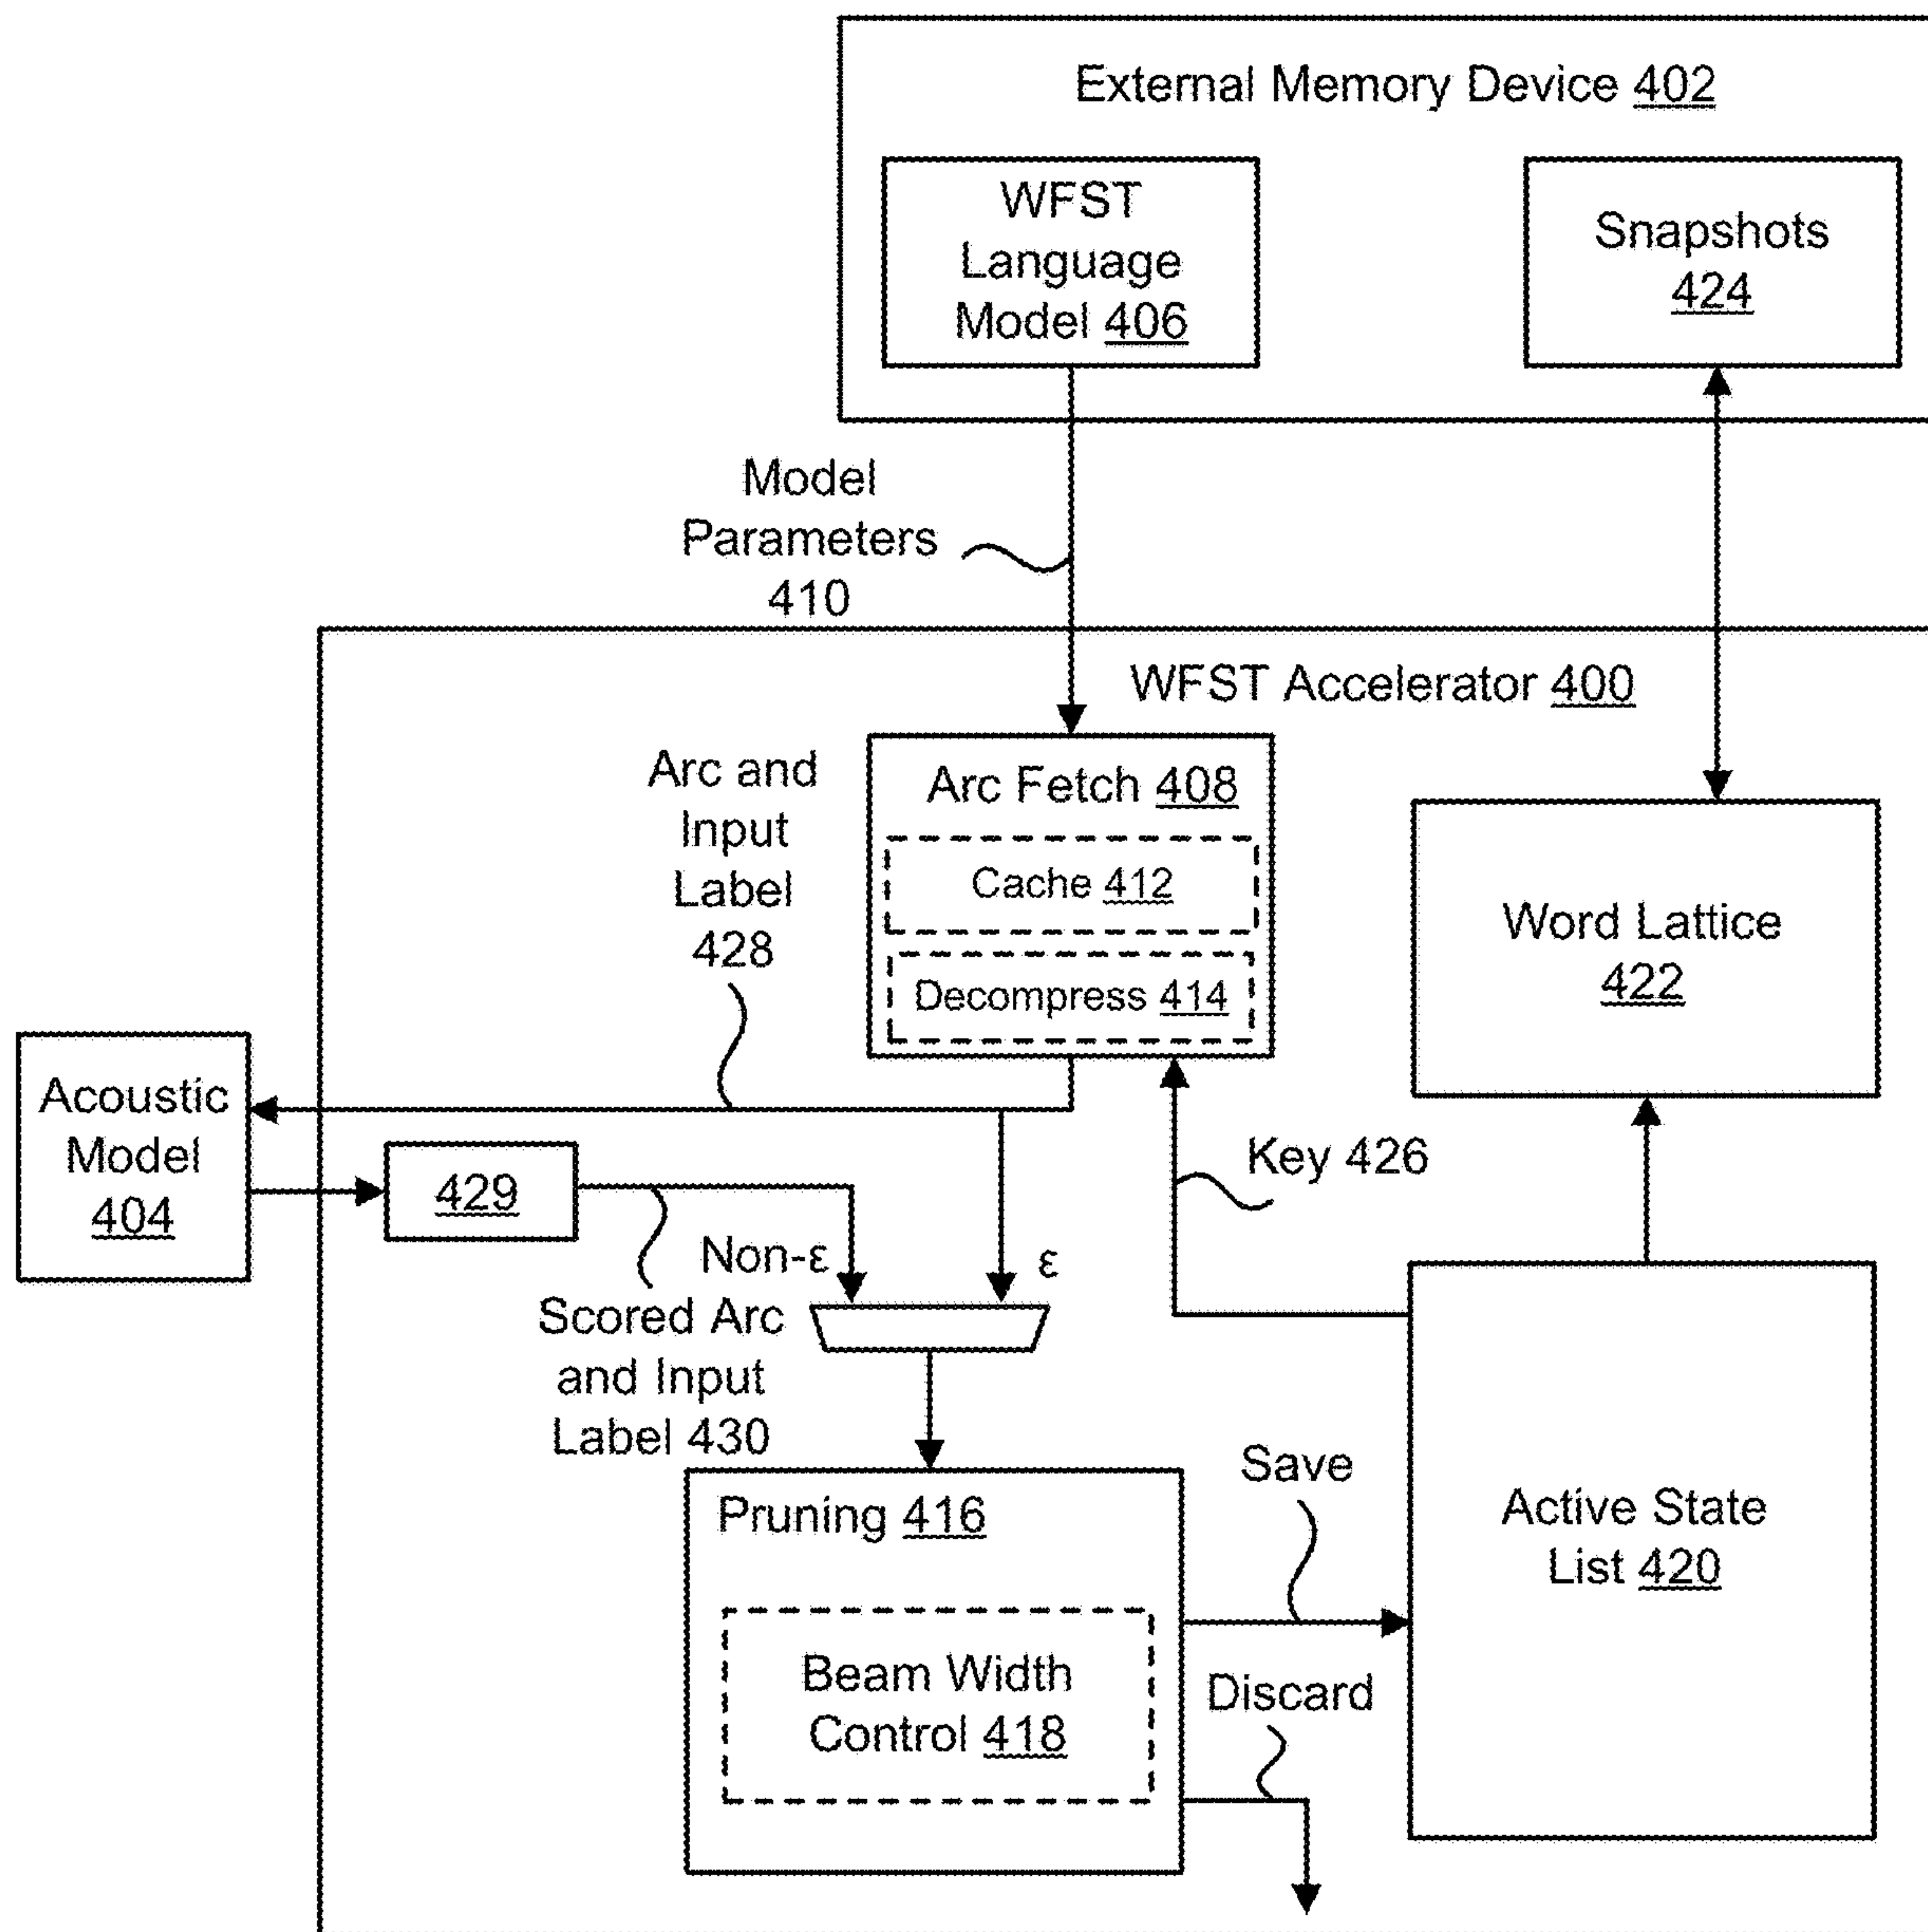 External Memory Device 402
WFST
Language
Model 406
Snapshots
424
Model
Parameters
410
WFST Accelerator 400
Arc and
Input
Label
428
Arc Fetch 408
Cache 412
Decompress 414
Word Lattice
422
Acoustic
Model
404
429
Key 426
Non-ε
ε
Scored Arc
and Input
Label 430
Pruning 416
Beam Width
Control 418
Save
Discard
Active State
List 420